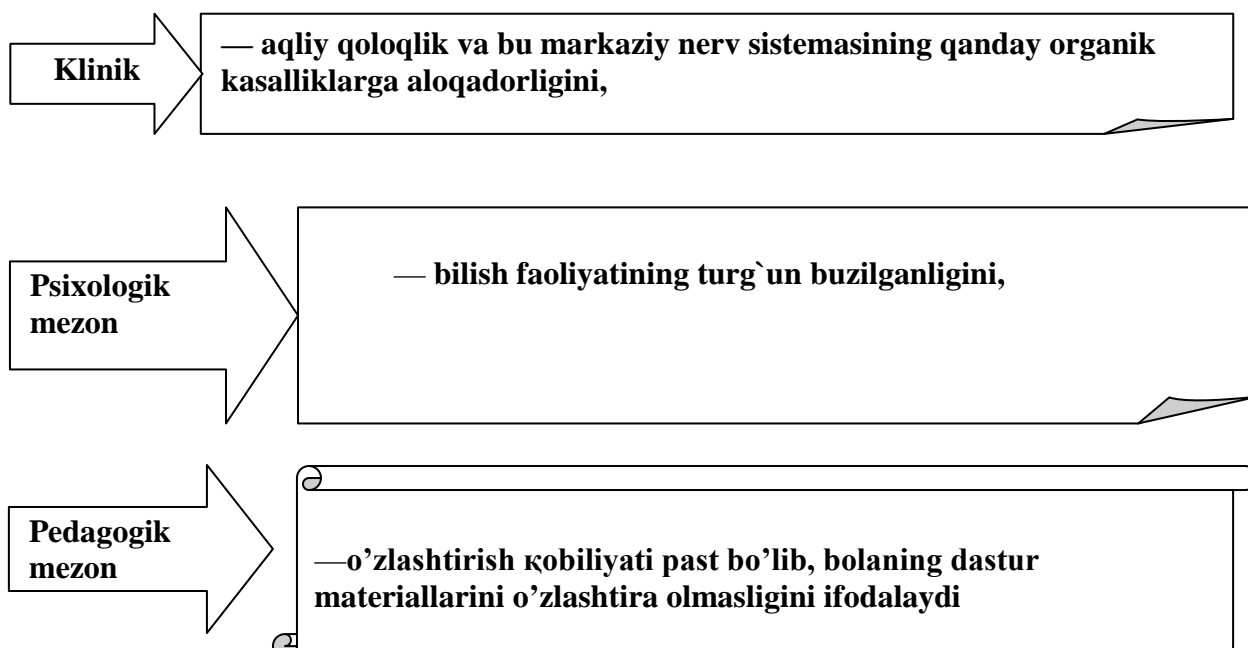 Klinik
— aqliy qoloqlik va bu markaziy nerv sistemasining qanday organik
kasalliklarga aloqadorligini,
Psixologik
mezon
— bilish faoliyatining turg`un buzilganligini,
Pedagogik
mezon
—o’zlashtirish кobiliyati past bo’lib, bolaning dastur
materiallarini o’zlashtira olmasligini ifodalaydi